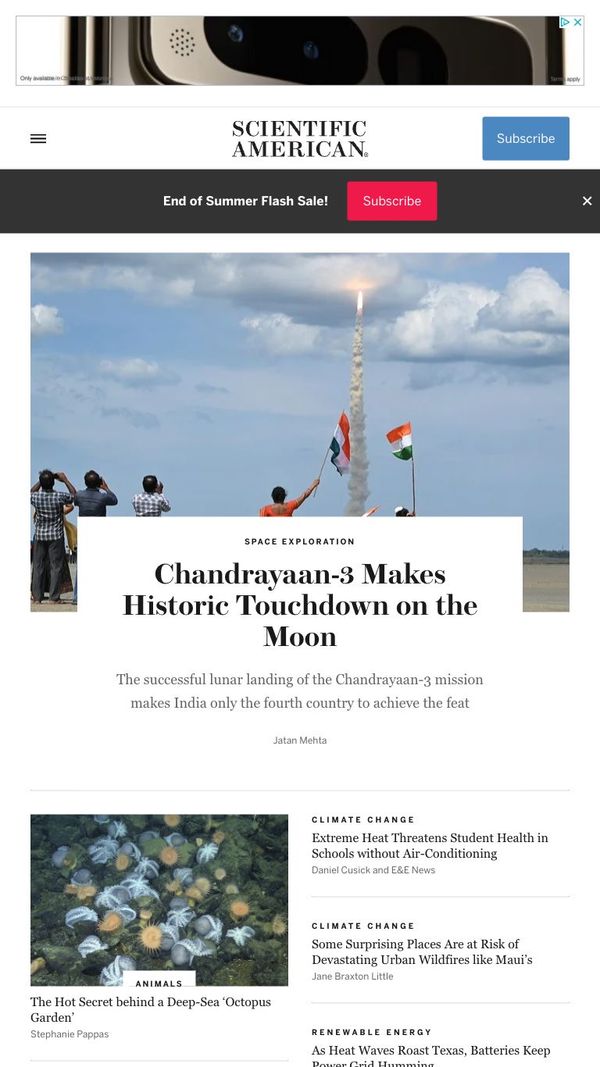 Only available in
apply
SCIENTIFIC
AMERICAN®
Subscribe
End of Summer Flash Sale!
Subscribe
SPACE EXPLORATION
Chandrayaan-3 Makes
Historic Touchdown on the
Moon
The successful lunar landing of the Chandrayaan-3 mission
makes India only the fourth country to achieve the feat
Jatan Mehta
ANIMALS
The Hot Secret behind a Deep-Sea ‘Octopus
Garden’
Stephanie Pappas
CLIMATE CHANGE
Extreme Heat Threatens Student Health in
Schools without Air-Conditioning
Daniel Cusick and E&E News
CLIMATE CHANGE
Some Surprising Places Are at Risk of
Devastating Urban Wildfires like Maui’s
Jane Braxton Little
RENEWABLE ENERGY
As Heat Waves Roast Texas, Batteries Keep
Power Grid Humming